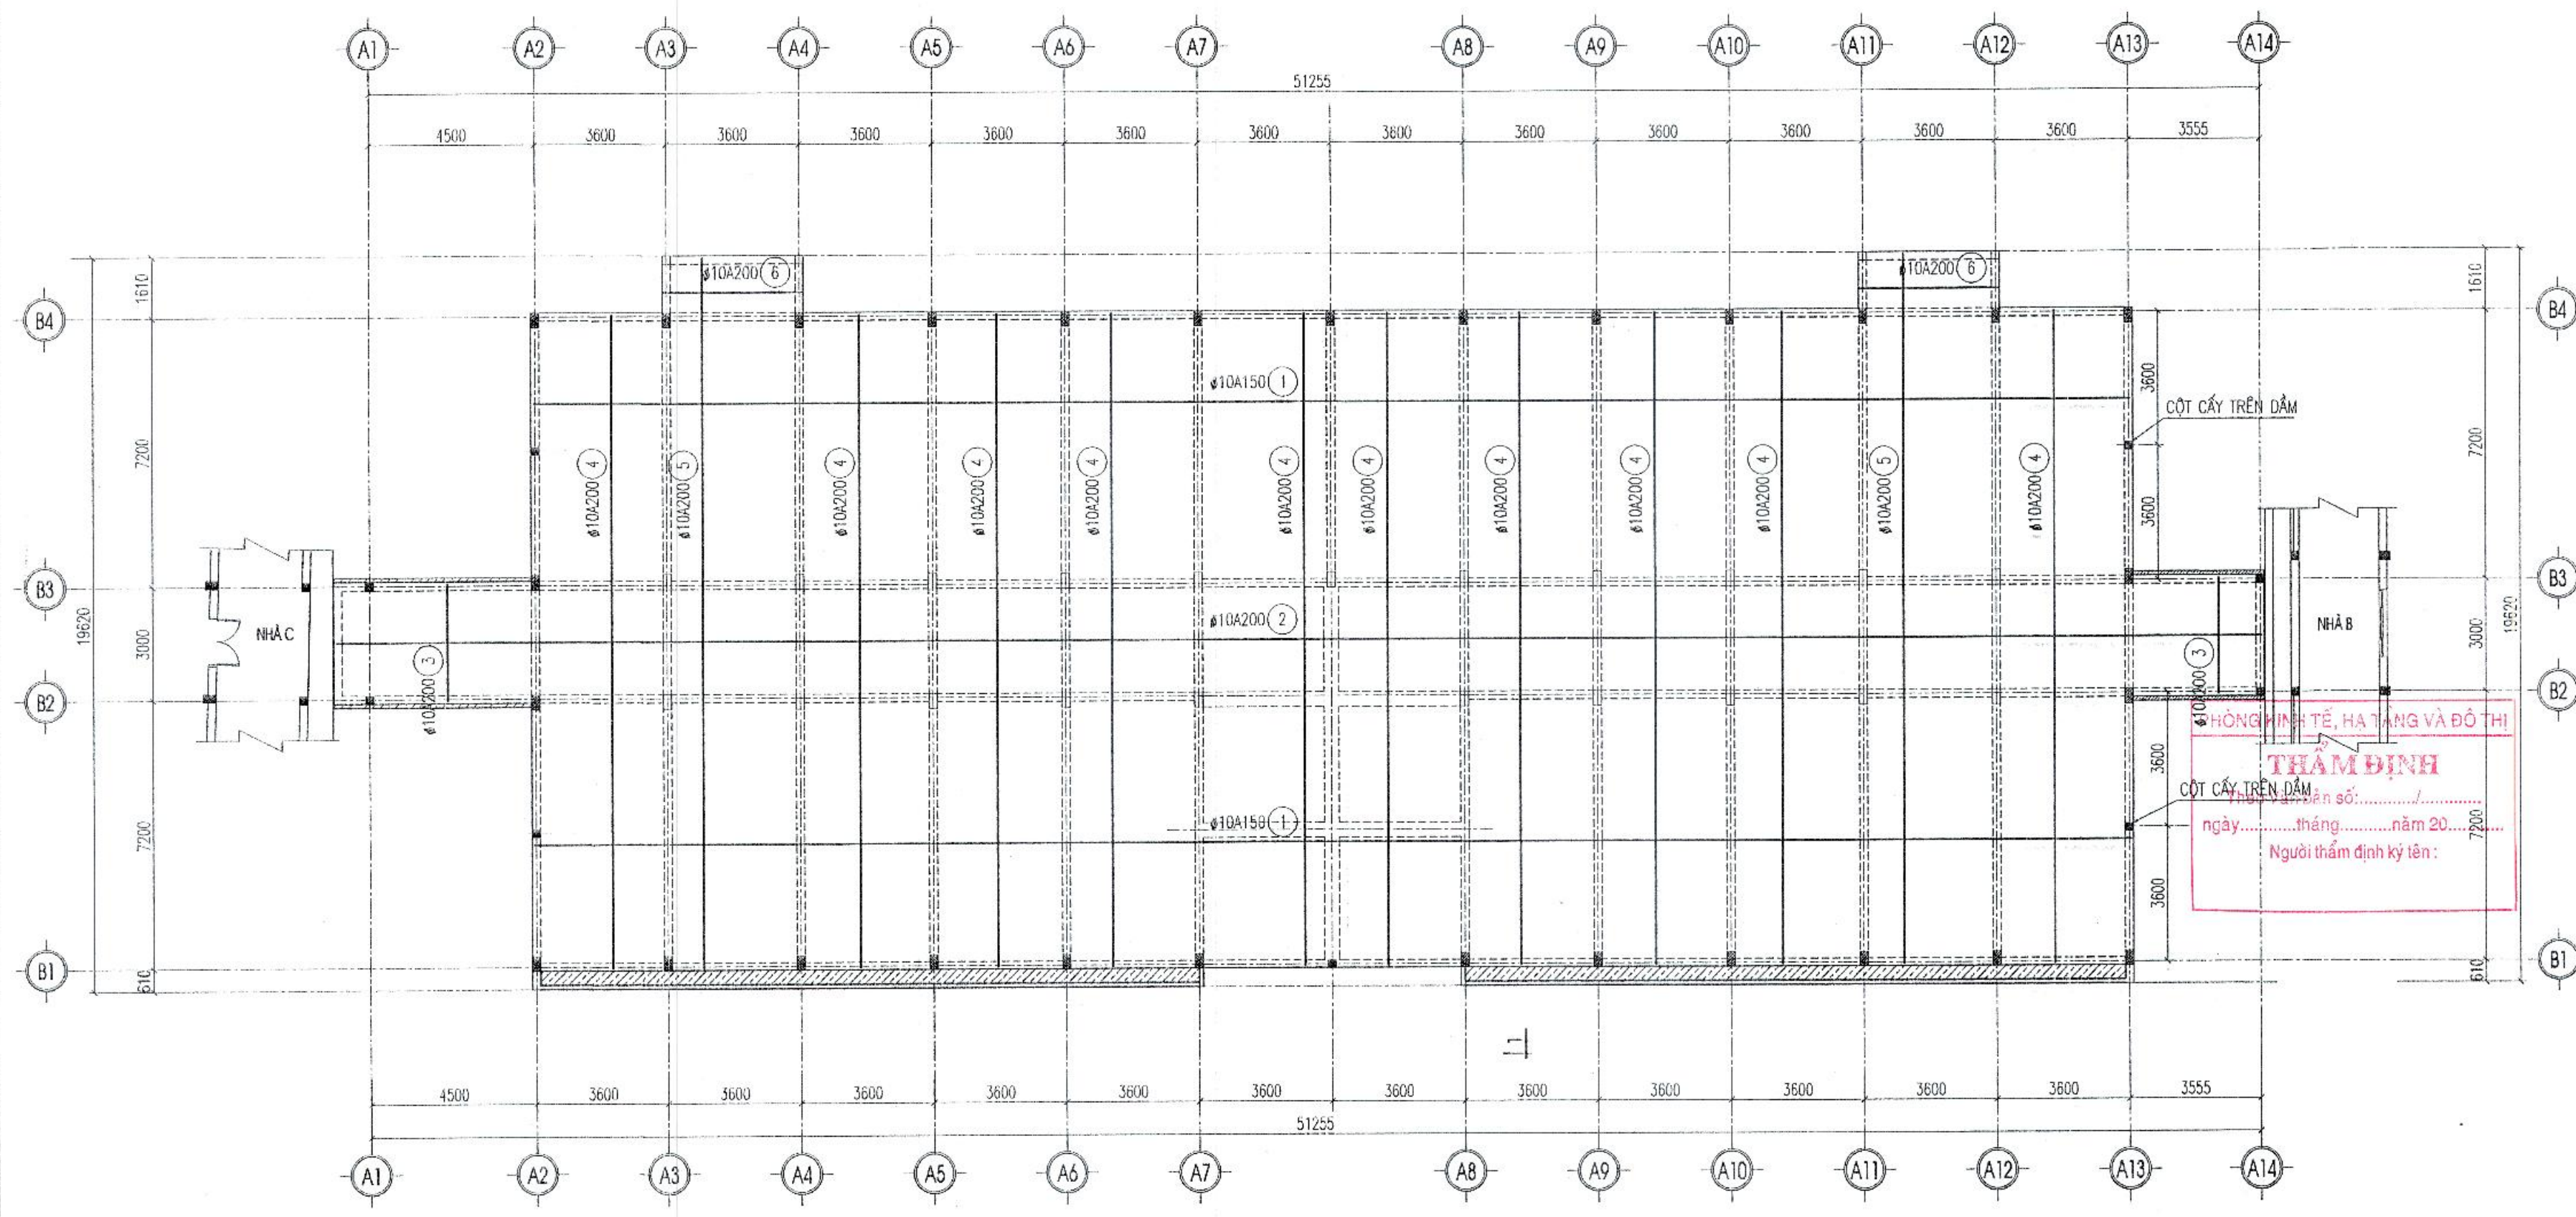 A1 A2 A3 A4 A5 A6 A7 A8 A9 A10 A11 A12 A13 A14
51255
4500 3600 3600 3600 3600 3600 3600 3600 3600 3600 3600 3600 3600 3555
1610 ø10A200 6 ø10A200 6 1610
B4 B4
ø10A150 1
3600
CỘT CẤY TRÊN DẦM
7200 ø10A200 4 ø10A200 5 ø10A200 4 ø10A200 4 ø10A200 4 ø10A200 4 ø10A200 4 ø10A200 4 ø10A200 4 ø10A200 4 ø10A200 5 ø10A200 4 7200
3600
B3 B3
19620 3000 NHÀ C ø10A200 2 NHÀ B 3000 19620
ø10A200 3 ø10A200 3
B2 B2
PHÒNG KINH TẾ, HẠ TẦNG VÀ ĐÔ THỊ
THẨM ĐỊNH
3600
CỘT CẤY TRÊN DẦM
Theo văn bản số:............/............
7200 ø10A150 1 7200
ngày...........tháng..........năm 20...........
Người thẩm định ký tên :
3600
B1 B1
610 610
1
4500 3600 3600 3600 3600 3600 3600 3600 3600 3600 3600 3600 3600 3555
51255
A1 A2 A3 A4 A5 A6 A7 A8 A9 A10 A11 A12 A13 A14